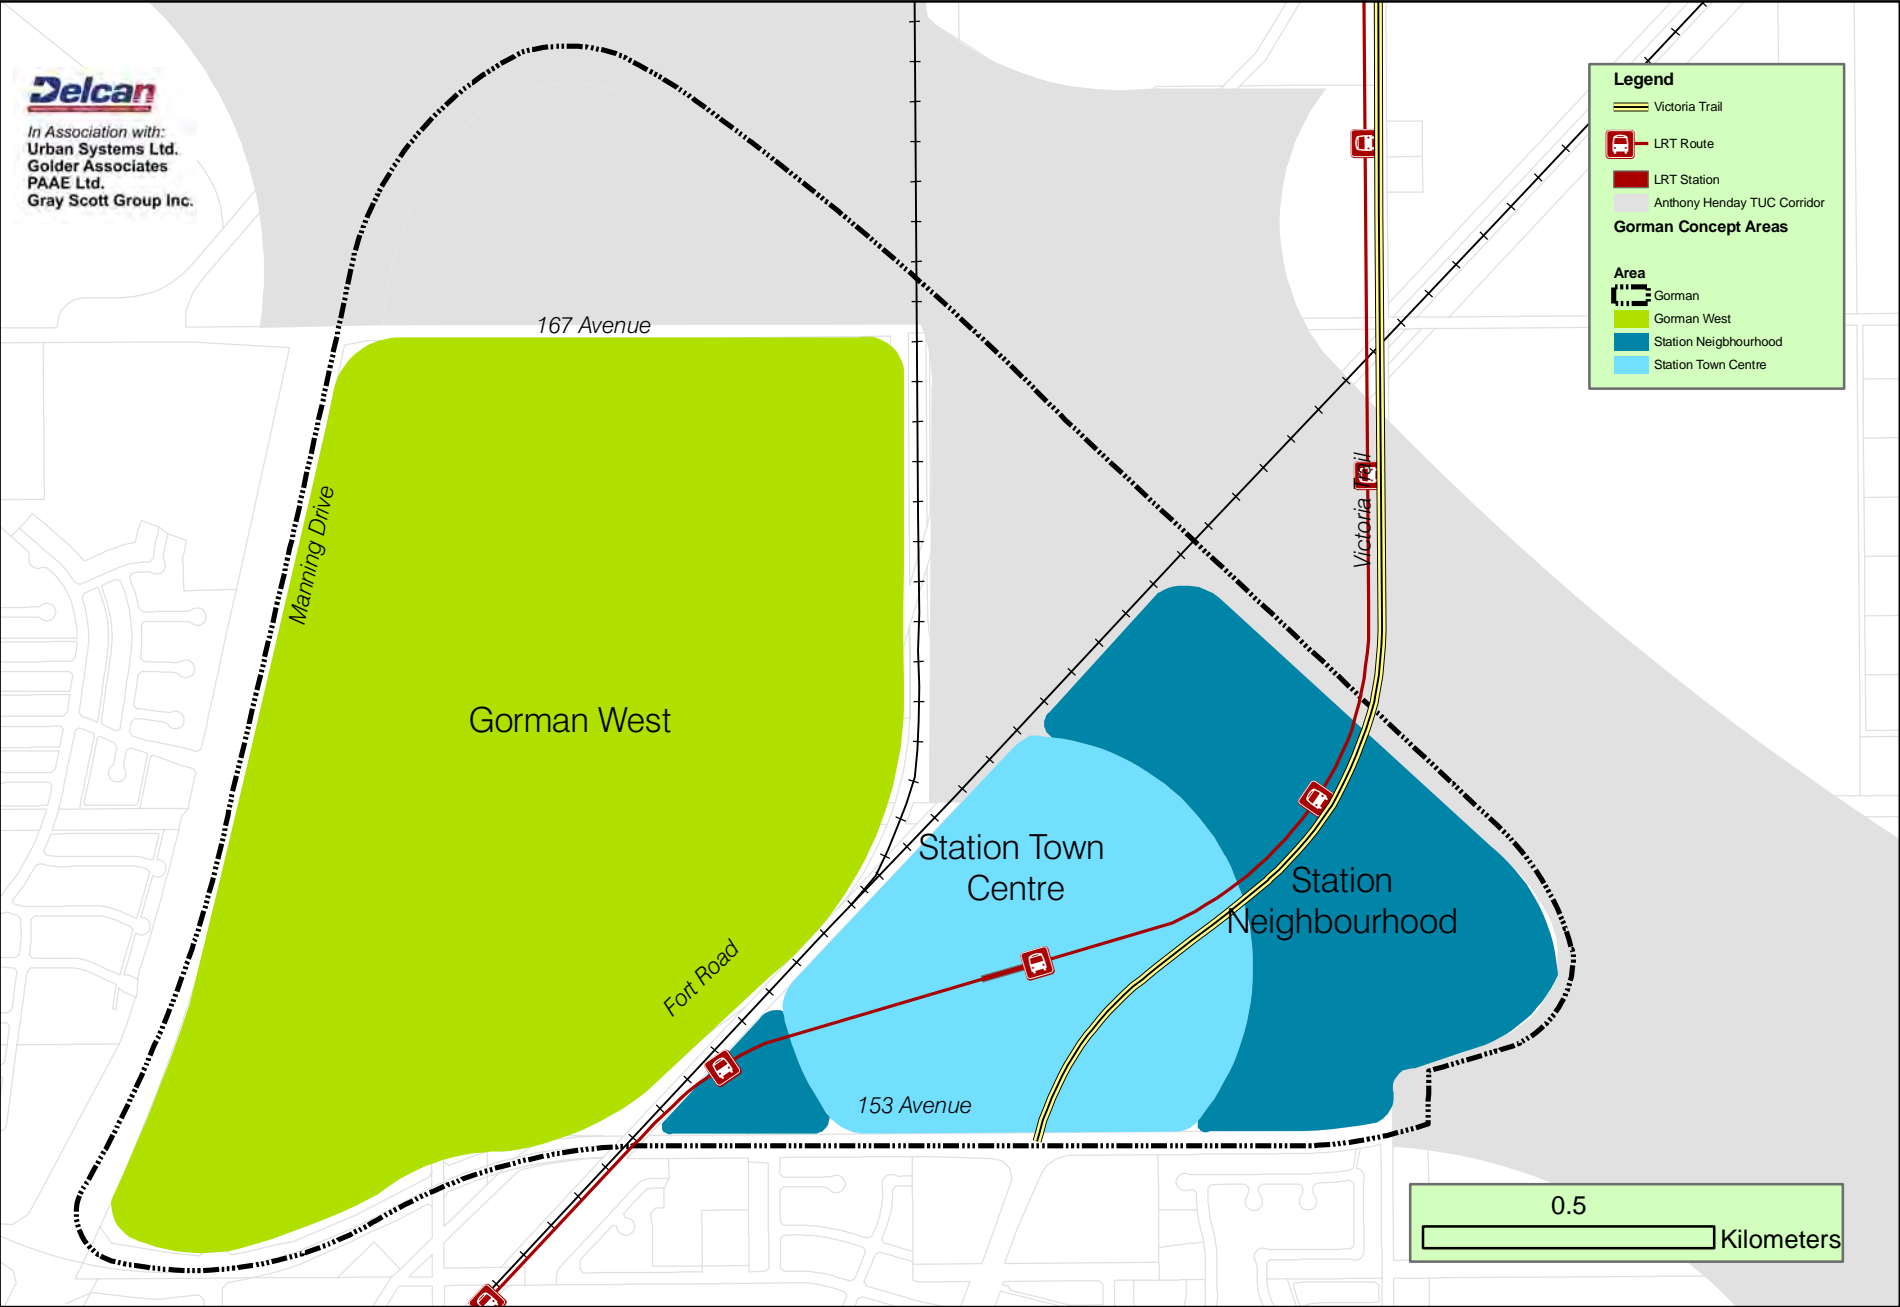 Delcan
In Association with:
Urban Systems Ltd.
Golder Associates
PAAE Ltd.
Gray Scott Group Inc.
Legend
Victoria Trail
LRT Route
LRT Station
Anthony Henday TUC Corridor
Gorman Concept Areas
Area
Gorman
Gorman West
Station Neigbhourhood
Station Town Centre
167 Avenue
Manning Drive
Victoria Trail
Gorman West
Station Town
Centre
Station
Neighbourhood
Fort Road
153 Avenue
0.5
Kilometers